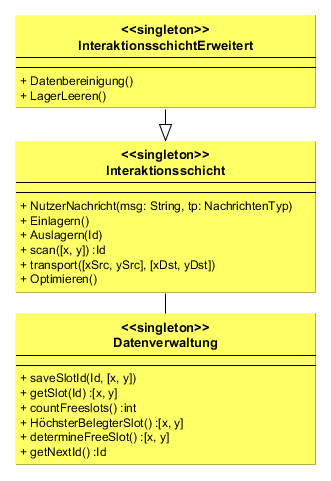 <<singleton>>
InteraktionsschichtErweitert
+ Datenbereinigung()
+ LagerLeeren()
<<singleton>>
Interaktionsschicht
+ NutzerNachricht(msg: String, tp: NachrichtenTyp)
+ Einlagern()
+ Auslagern(Id)
+ scan([x, y]) :Id
+ transport([xSrc, ySrc], [xDst, yDst])
+ Optimieren()
<<singleton>>
Datenverwaltung
+ saveSlotId(Id, [x, y])
+ getSlot(Id) :[x, y]
+ countFreeslots() :int
+ HöchsterBelegterSlot() :[x, y]
+ determineFreeSlot() :[x, y]
+ getNextId() :Id